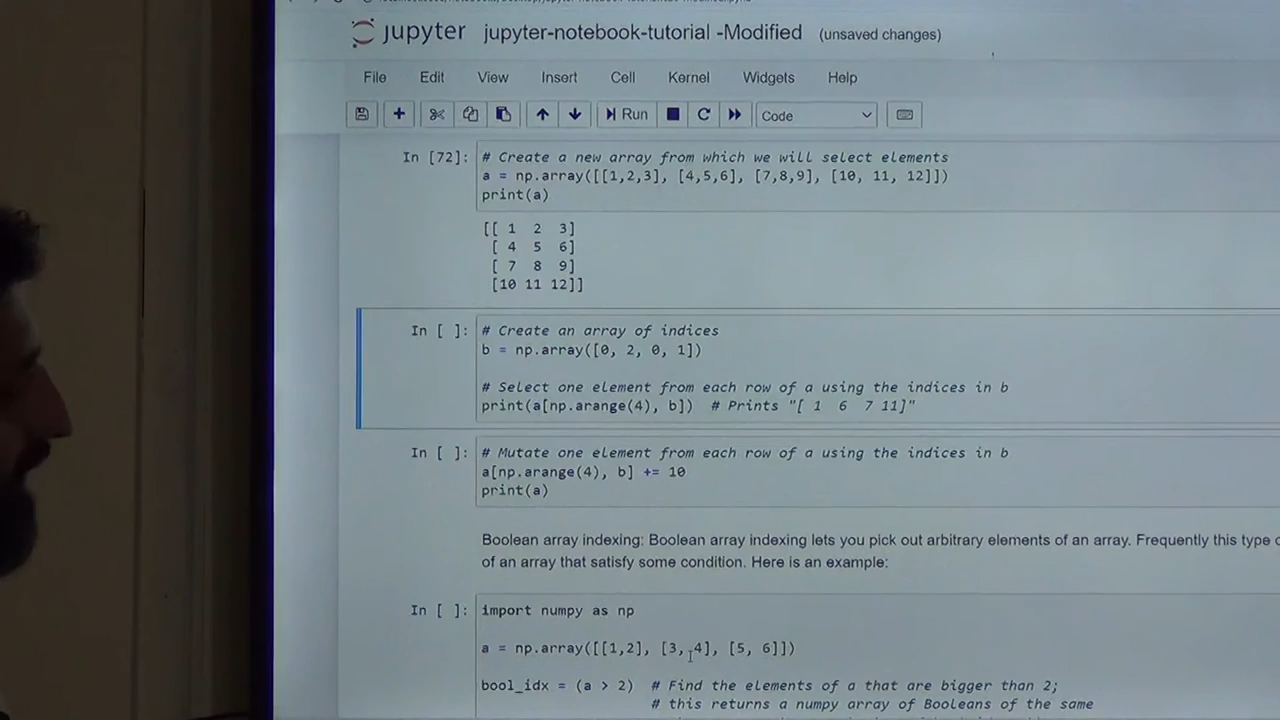 jupyter jupyter-notebook-tutorial -Modified (unsaved changes)
File Edit View Insert Cell Kernel Widgets Help
Run Code
In [72]: # Create a new array from which we will select elements
a = np.array([[1,2,3], [4,5,6], [7,8,9], [10, 11, 12]])
print(a)
[[ 1 2 3]
[ 4 5 6]
[ 7 8 9]
[10 11 12]]
In [ ]: # Create an array of indices
b = np.array([0, 2, 0, 1])
# Select one element from each row of a using the indices in b
print(a[np.arange(4), b]) # Prints "[ 1 6 7 11]"
In [ ]: # Mutate one element from each row of a using the indices in b
a[np.arange(4), b] += 10
print(a)
Boolean array indexing: Boolean array indexing lets you pick out arbitrary elements of an array. Frequently this type
of an array that satisfy some condition. Here is an example:
In [ ]: import numpy as np
a = np.array([[1,2], [3, 4], [5, 6]])
bool_idx = (a > 2) # Find the elements of a that are bigger than 2;
# this returns a numpy array of Booleans of the same